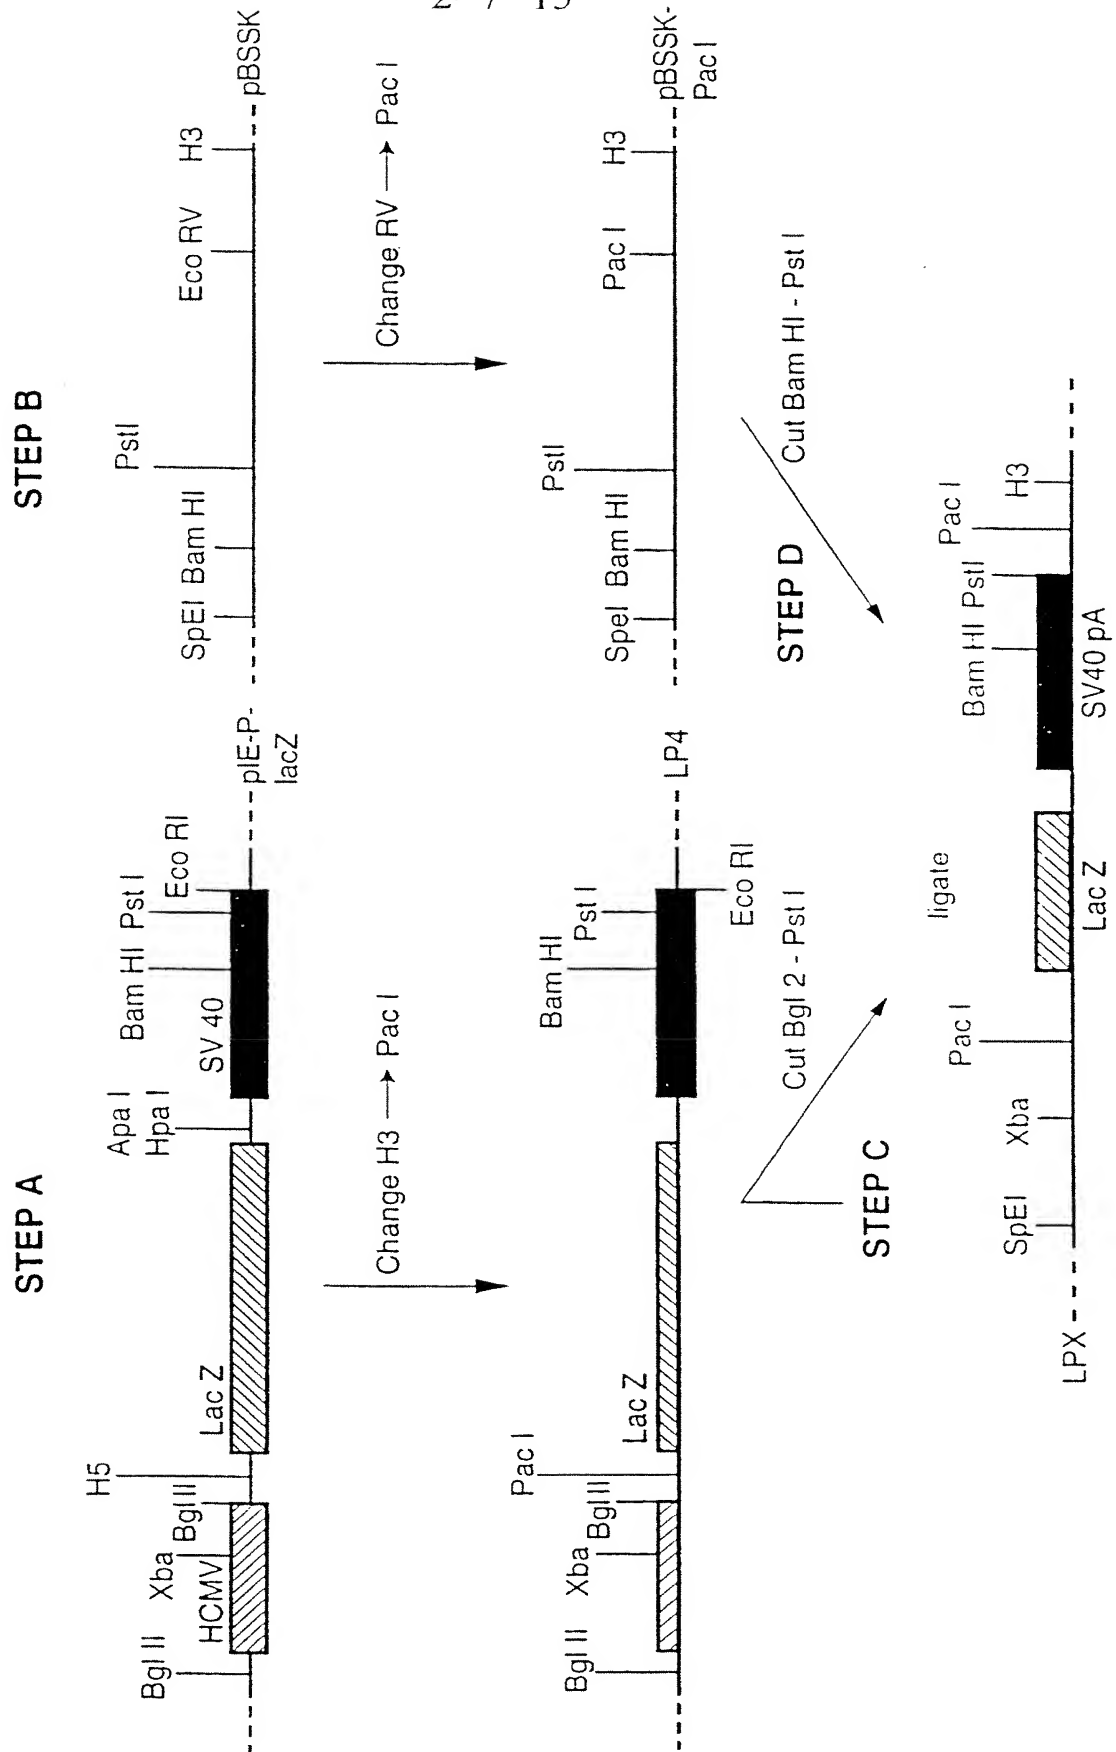 2 / 13
STEP A
Bgl II
Xba
HCMV
Bgl II
H5
Lac Z
Apa I
Hpa I
SV 40
Bam HI
Pst I
Eco RI
pIE-P-
lacZ
Change H3 → Pac I
Bgl II
Xba
Bgl II
Pac I
Lac Z
Bam HI
Pst I
Eco RI
LP4
STEP B
SpEI
Bam HI
PstI
Eco RV
H3
pBSSK
Change RV → Pac I
SpeI
Bam HI
PstI
Pac I
H3
pBSSK-
Pac I
STEP C
Cut Bgl 2 - Pst I
STEP D
Cut Bam HI - Pst I
ligate
LPX
SpEI
Xba
Pac I
Lac Z
Bam HI
PstI
SV40 pA
Pac I
H3